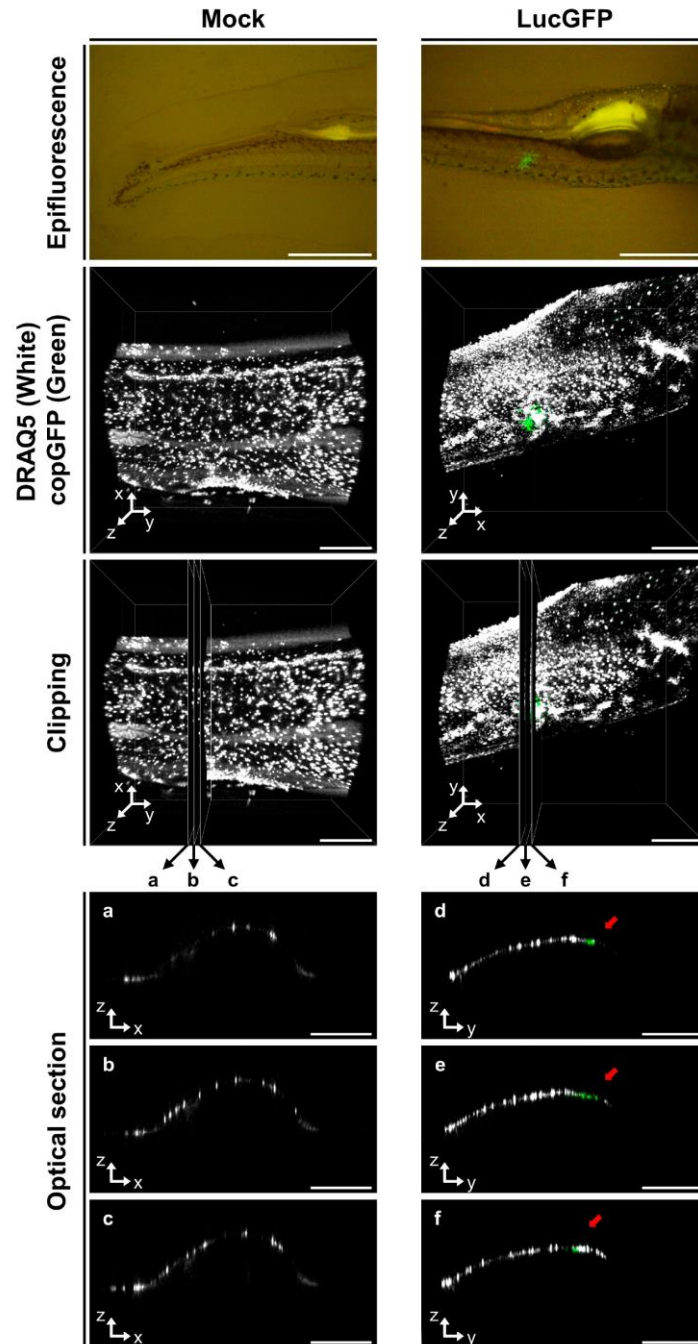 Mock
LucGFP
Epifluorescence
DRAQ5 (White)
copGFP (Green)
x
z
y
y
z
x
Clipping
x
z
y
y
z
x
a b c
d e f
Optical section
a
z
x
d
z
y
b
z
x
e
z
y
c
z
x
f
z
y